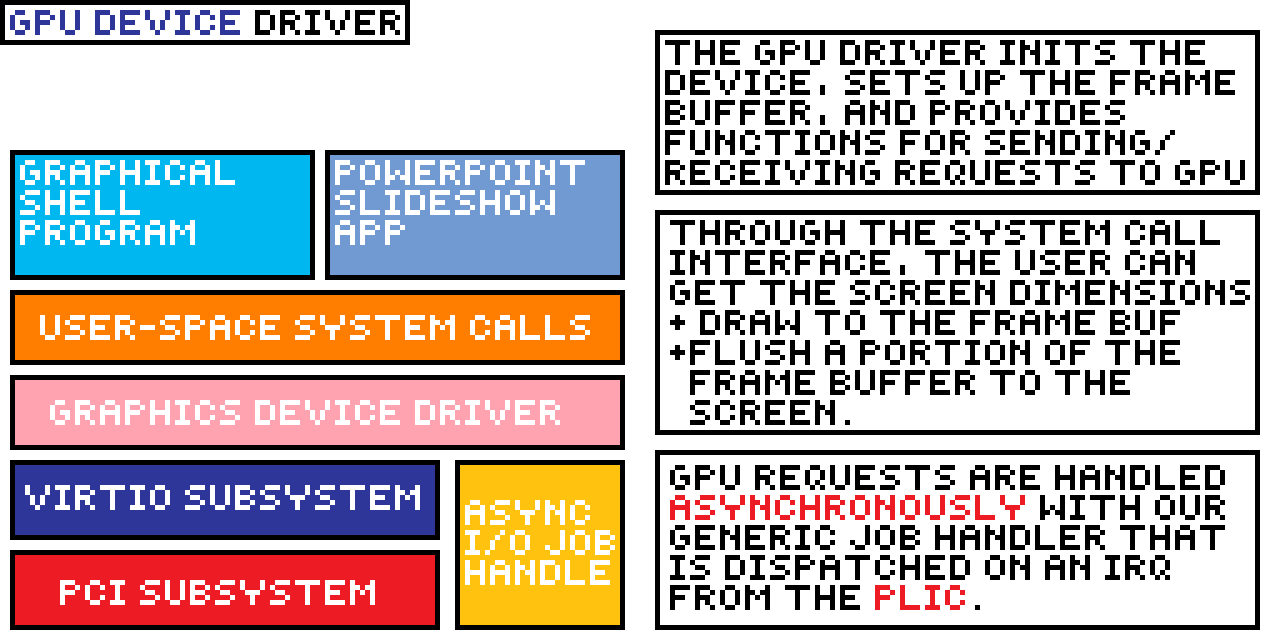 GPU DEVICE DRIVER
GRAPHICAL
SHELL
PROGRAM
POWERPOINT
SLIDESHOW
APP
USER-SPACE SYSTEM CALLS
GRAPHICS DEVICE DRIVER
VIRTIO SUBSYSTEM
PCI SUBSYSTEM
ASYNC
I/O JOB
HANDLE
THE GPU DRIVER INITS THE
DEVICE, SETS UP THE FRAME
BUFFER, AND PROVIDES
FUNCTIONS FOR SENDING/
RECEIVING REQUESTS TO GPU
THROUGH THE SYSTEM CALL
INTERFACE, THE USER CAN
GET THE SCREEN DIMENSIONS
+ DRAW TO THE FRAME BUF
+FLUSH A PORTION OF THE
FRAME BUFFER TO THE
SCREEN.
GPU REQUESTS ARE HANDLED
ASYNCHRONOUSLY WITH OUR
GENERIC JOB HANDLER THAT
IS DISPATCHED ON AN IRQ
FROM THE PLIC.